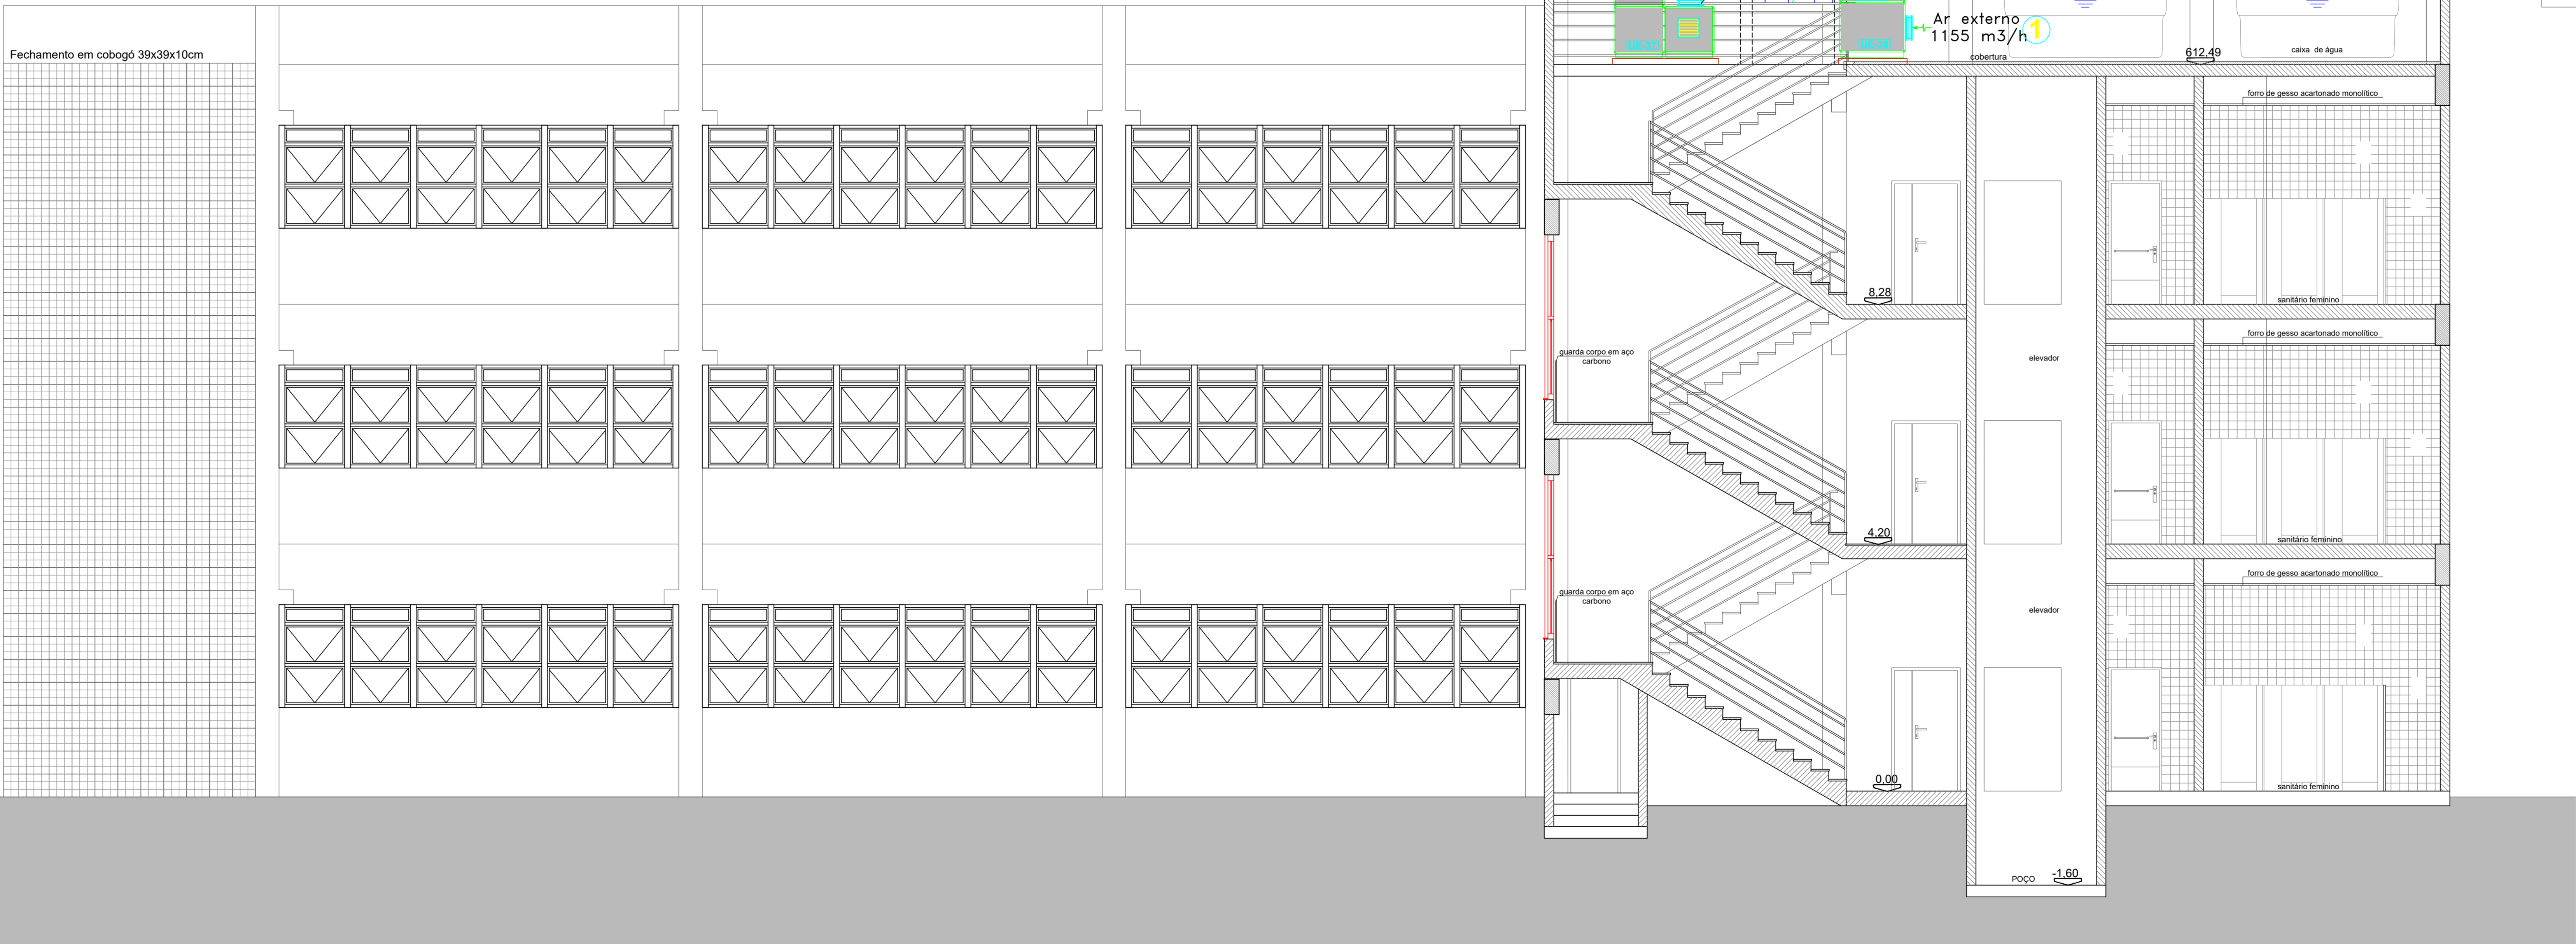 Ar externo
1155 m3/h
1
Fechamento em cobogó 39x39x10cm
cobertura
612,49
caixa de água
forro de gesso acartonado monolítico
8,28
sanitário feminino
forro de gesso acartonado monolítico
guarda corpo em aço
carbono
elevador
4,20
sanitário feminino
forro de gesso acartonado monolítico
guarda corpo em aço
carbono
elevador
0,00
sanitário feminino
POÇO
-1,60